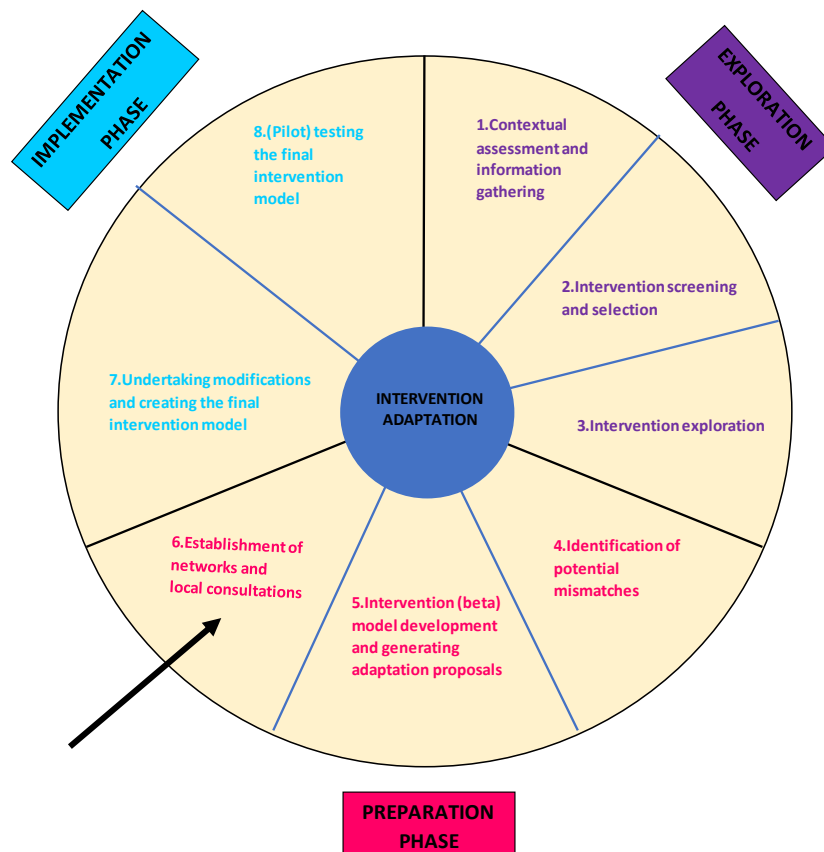 IMPLEMENTATION
PHASE
EXPLORATION
PHASE
8.(Pilot) testing
the final
intervention
model
1.Contextual
assessment and
information
gathering
2.Intervention screening
and selection
7.Undertaking modifications
and creating the final
intervention model
INTERVENTION
ADAPTATION
3.Intervention exploration
6.Establishment of
networks and
local consultations
5.Intervention (beta)
model development
and generating
adaptation proposals
4.Identification of
potential
mismatches
PREPARATION
PHASE